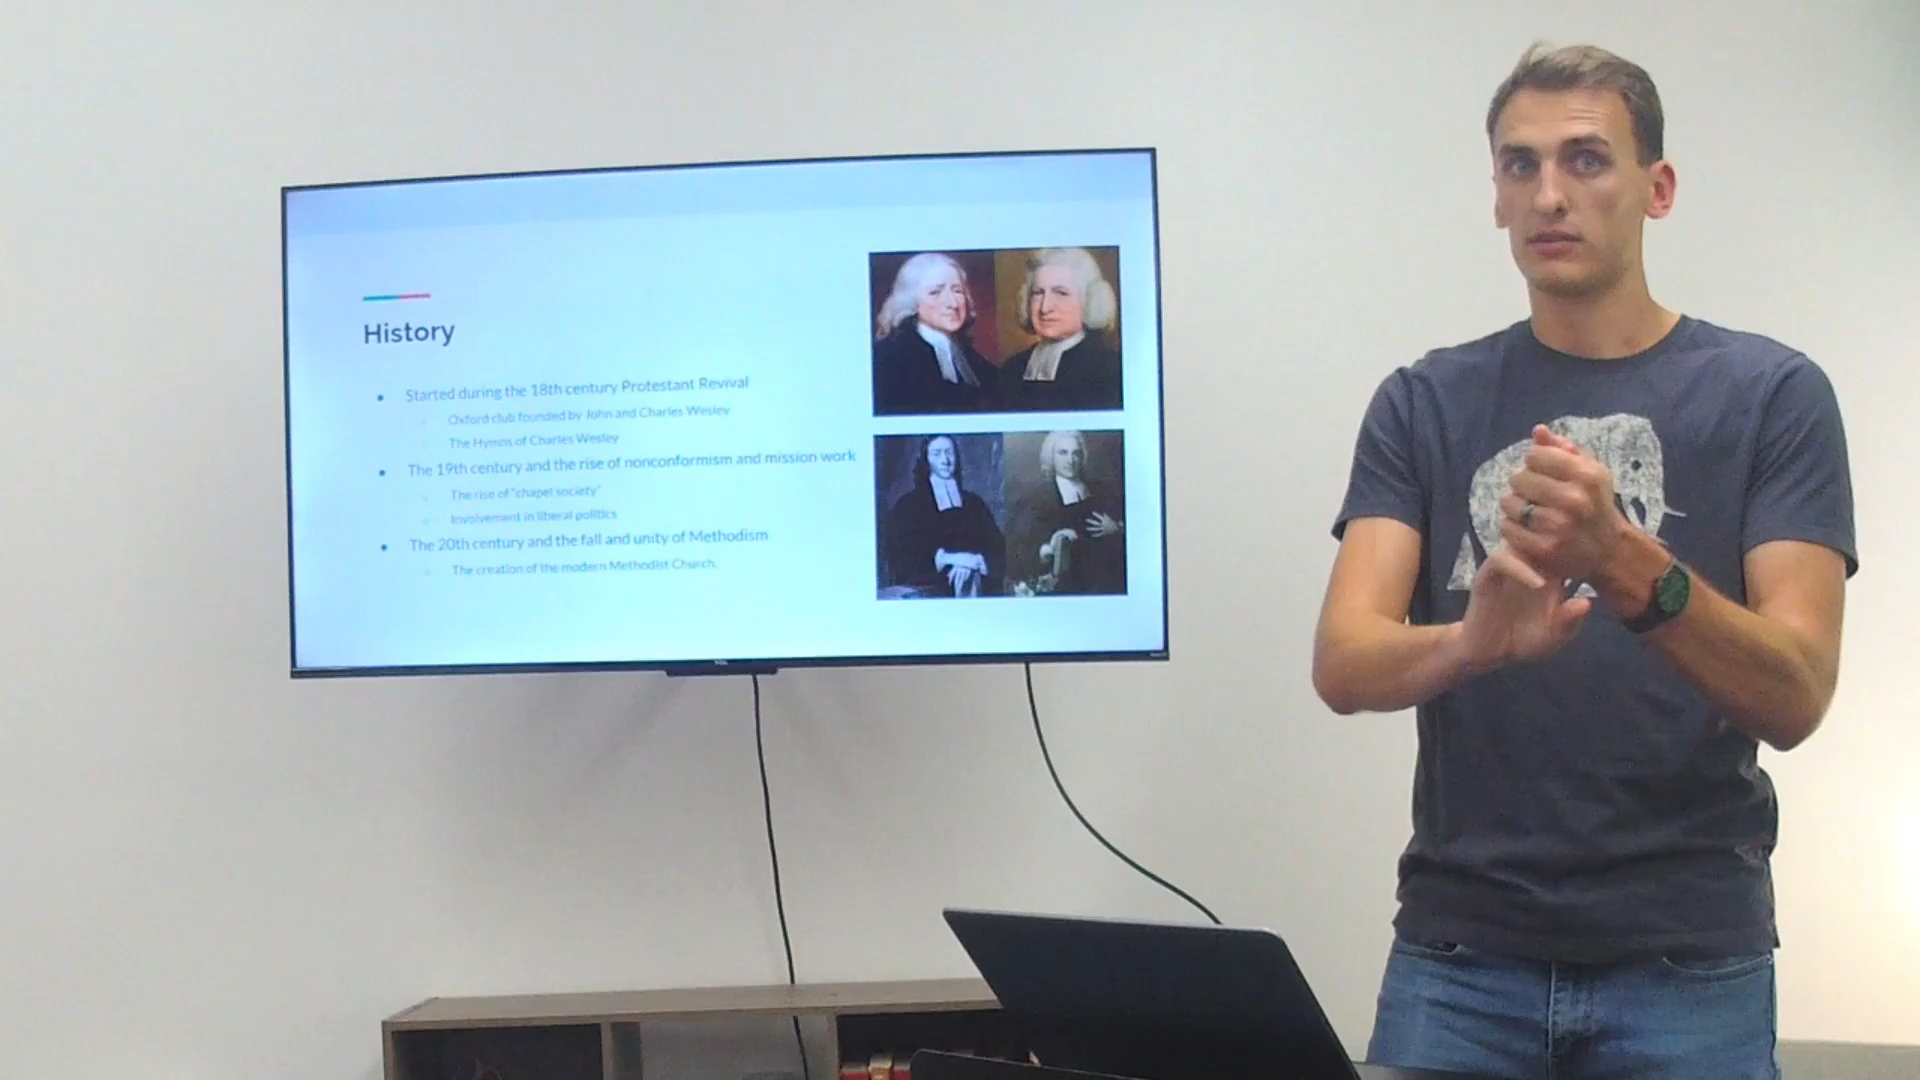 History
Started during the 18th century Protestant Revival
Oxford club founded by John and Charles Wesley
The Hymns of Charles Wesley
The 19th century and the rise of nonconformism and mission work
The rise of "chapel society"
Involvement in liberal politics
The 20th century and the fall and unity of Methodism
The creation of the modern Methodist Church
TCL